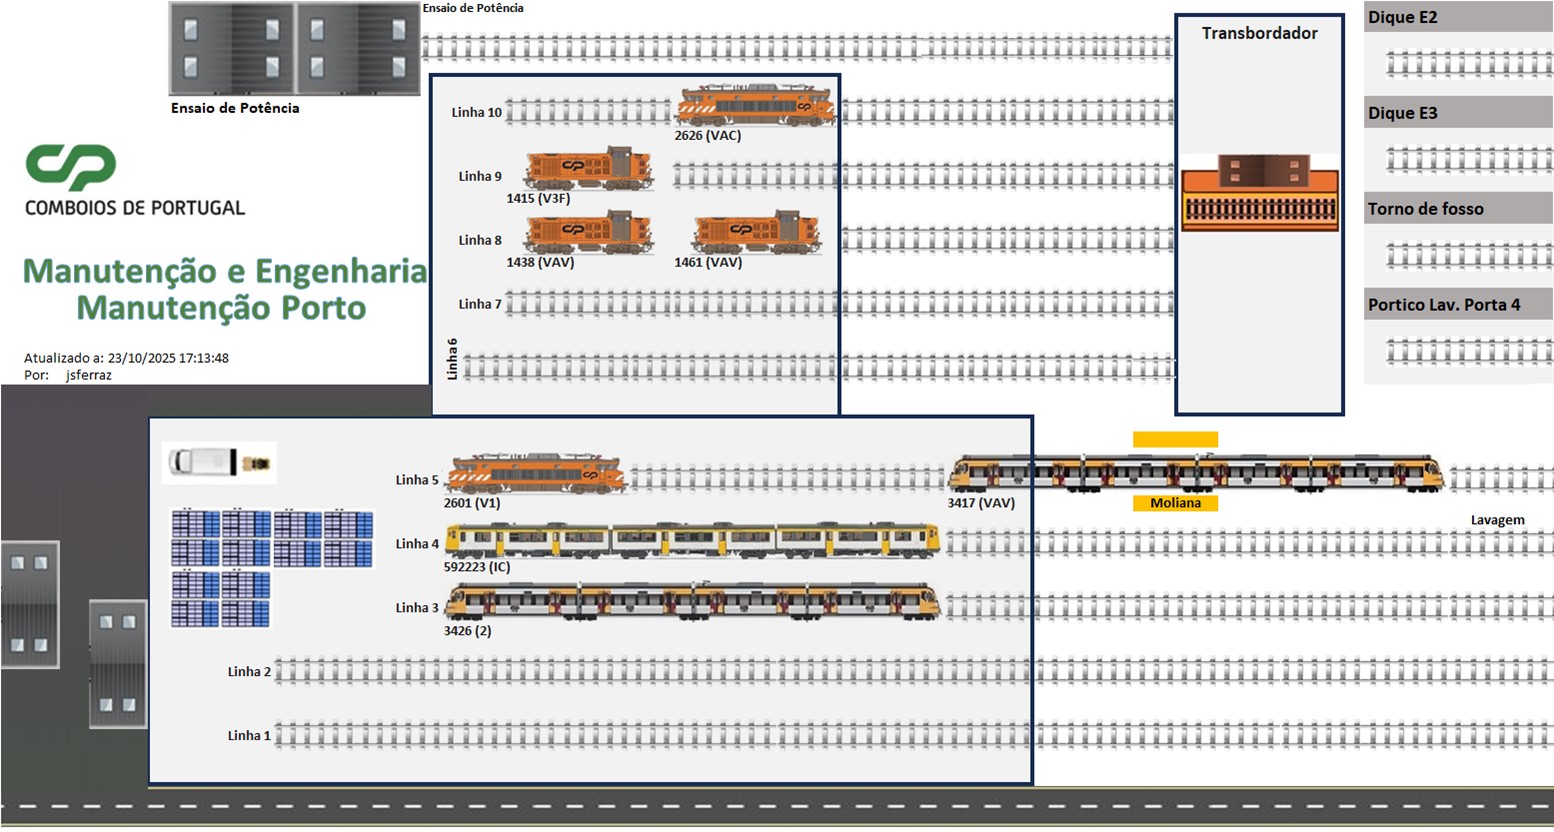 Ensaio de Potência
Ensaio de Potência
Transbordador
Dique E2
Dique E3
Torno de fosso
Portico Lav. Porta 4
CP
COMBOIOS DE PORTUGAL
Manutenção e Engenharia
Manutenção Porto
Atualizado a: 23/10/2025 17:13:48
Por: jsferraz
Linha 10
2626 (VAC)
Linha 9
1415 (V3F)
Linha 8
1438 (VAV)
1461 (VAV)
Linha 7
Linha 6
Linha 5
2601 (V1)
3417 (VAV)
Moliana
Lavagem
Linha 4
592223 (IC)
Linha 3
3426 (2)
Linha 2
Linha 1